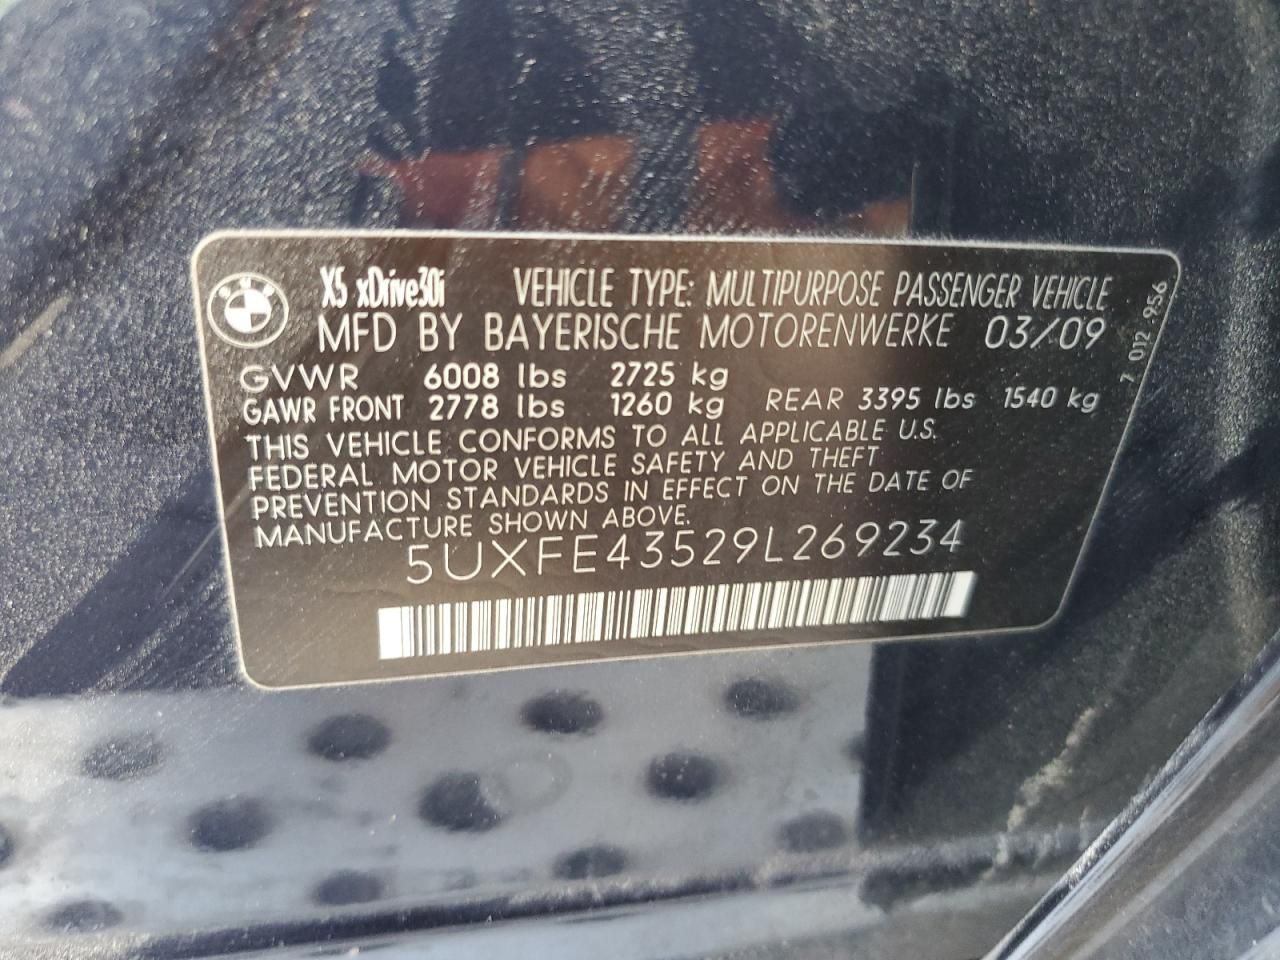 BMW
X5 xDrive30i VEHICLE TYPE: MULTIPURPOSE PASSENGER VEHICLE
MFD BY BAYERISCHE MOTORENWERKE 03/09
GVWR 6008 lbs 2725 kg
GAWR FRONT 2778 lbs 1260 kg REAR 3395 lbs 1540 kg
THIS VEHICLE CONFORMS TO ALL APPLICABLE U.S.
FEDERAL MOTOR VEHICLE SAFETY AND THEFT
PREVENTION STANDARDS IN EFFECT ON THE DATE OF
MANUFACTURE SHOWN ABOVE.
5UXFE43529L269234
7 012 .956